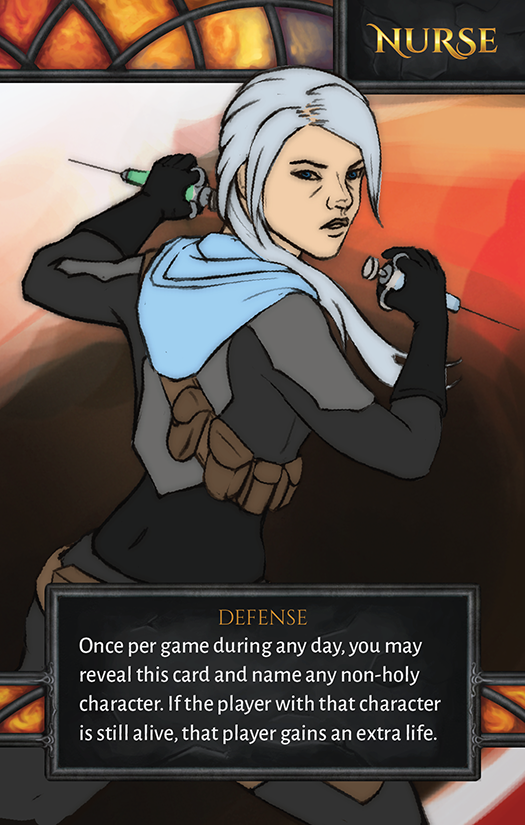 NURSE
DEFENSE
Once per game during any day, you may
reveal this card and name any non-holy
character. If the player with that character
is still alive, that player gains an extra life.